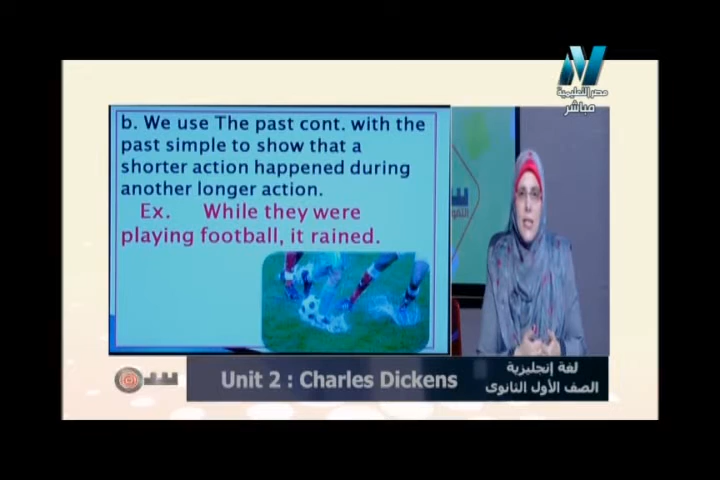 مصر التعليمية
مباشر
b. We use The past cont. with the
past simple to show that a
shorter action happened during
another longer action.
Ex. While they were
playing football, it rained.
Unit 2 : Charles Dickens
لغة إنجليزية
الصف الأول الثانوى